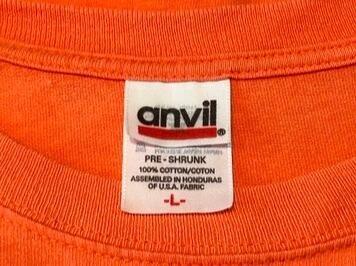 anvil®
PRE-SHRUNK
100% COTTON/COTON
ASSEMBLED IN HONDURAS
OF U.S.A. FABRIC
-L-